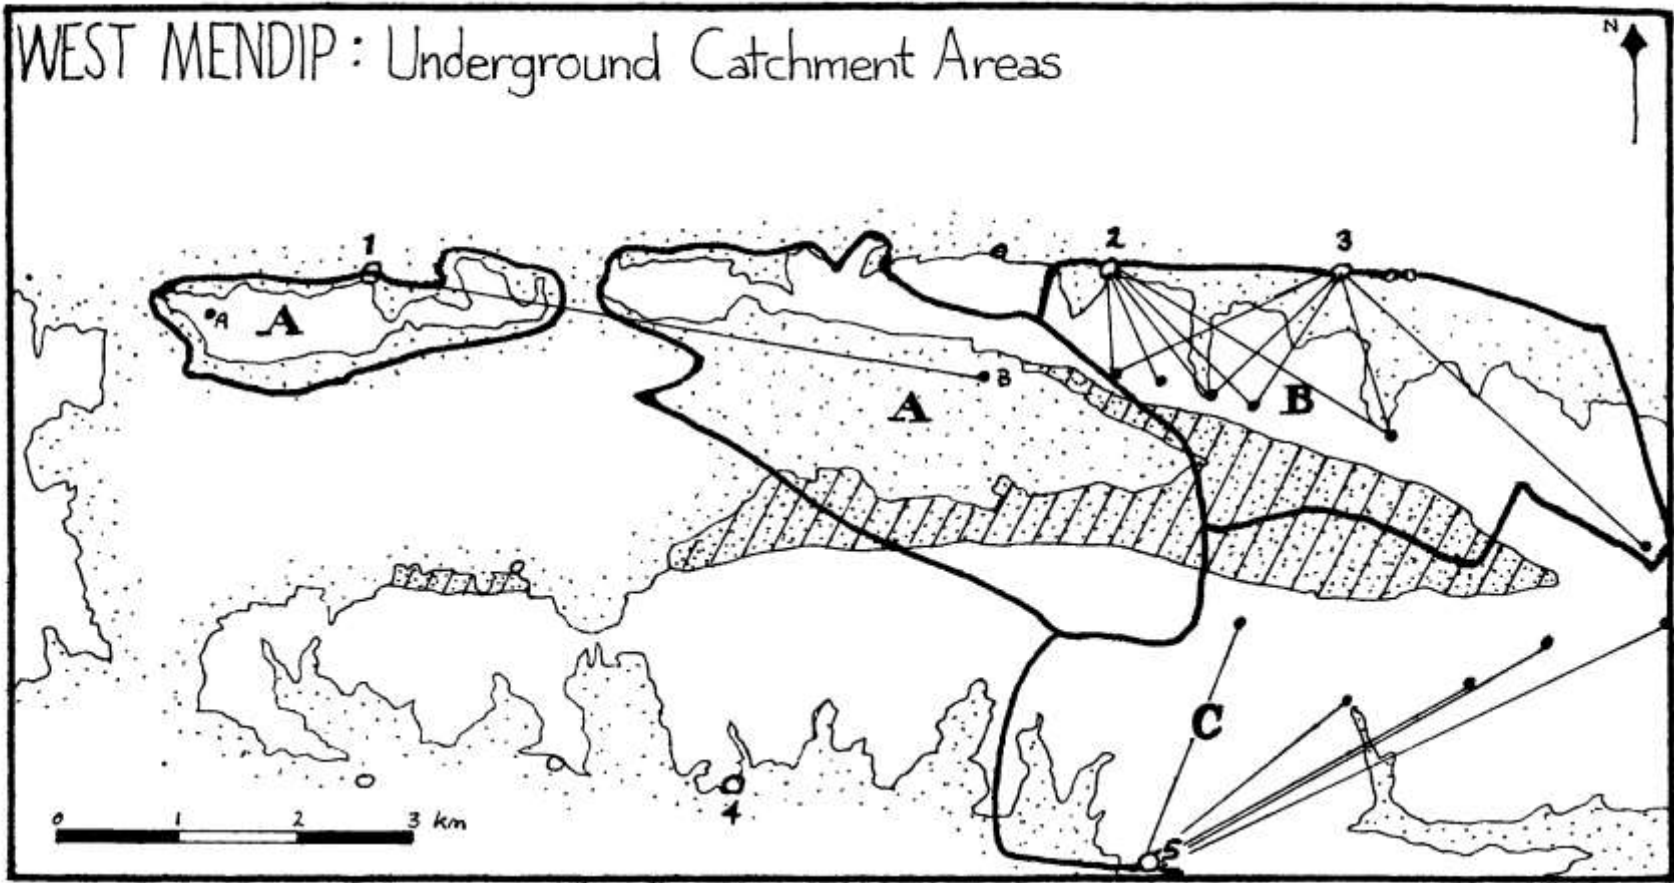 WEST MENDIP: Underground Catchment Areas
N
1
2
3
A
A
B
A
B
C
4
5
0 1 2 3 km